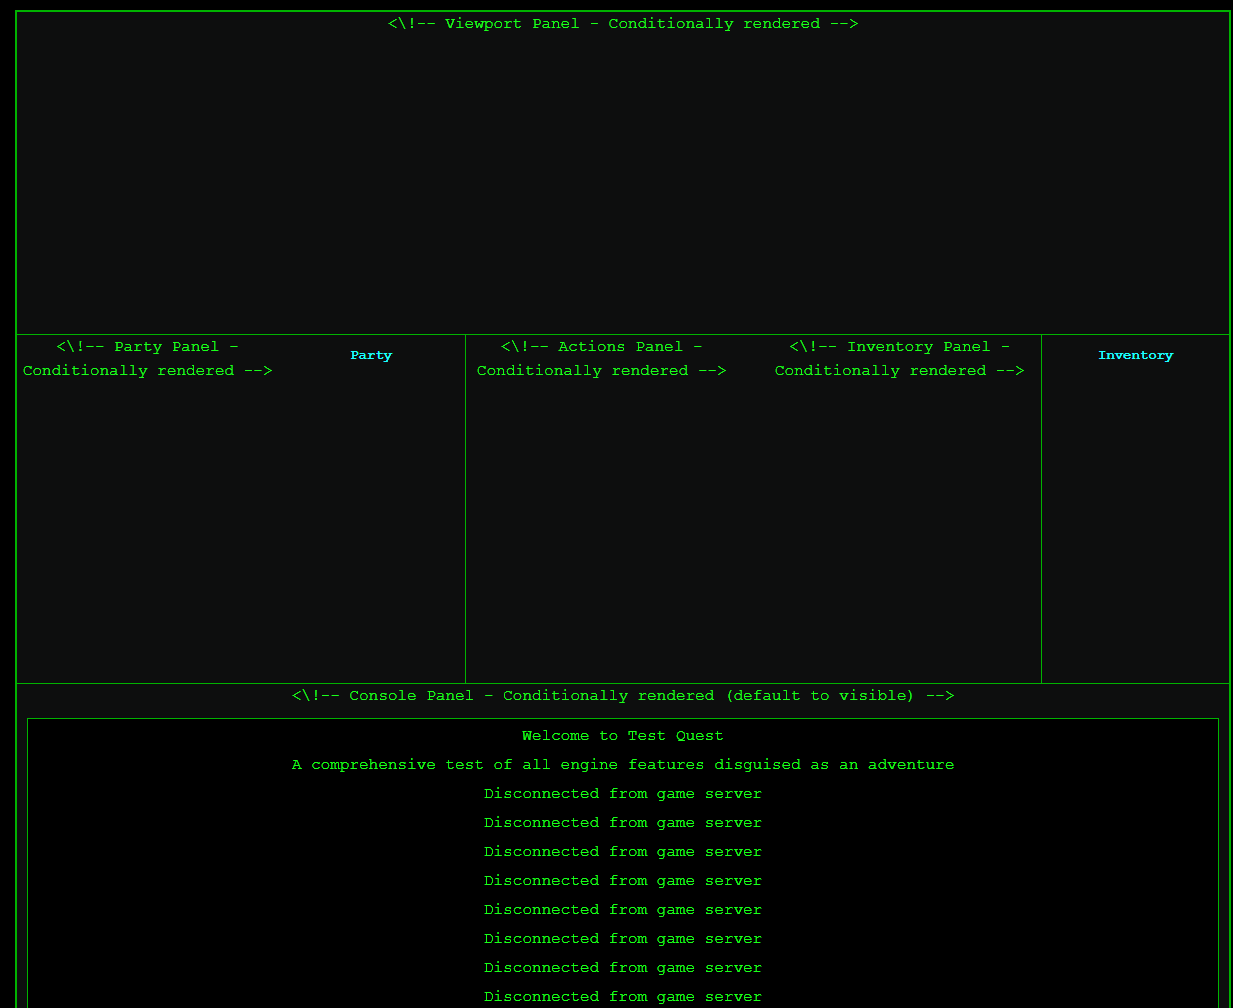 <\!-- Viewport Panel - Conditionally rendered -->
<\!-- Party Panel -
Conditionally rendered -->
Party
<\!-- Actions Panel -
Conditionally rendered -->
<\!-- Inventory Panel -
Conditionally rendered -->
Inventory
<\!-- Console Panel - Conditionally rendered (default to visible) -->
Welcome to Test Quest
A comprehensive test of all engine features disguised as an adventure
Disconnected from game server
Disconnected from game server
Disconnected from game server
Disconnected from game server
Disconnected from game server
Disconnected from game server
Disconnected from game server
Disconnected from game server